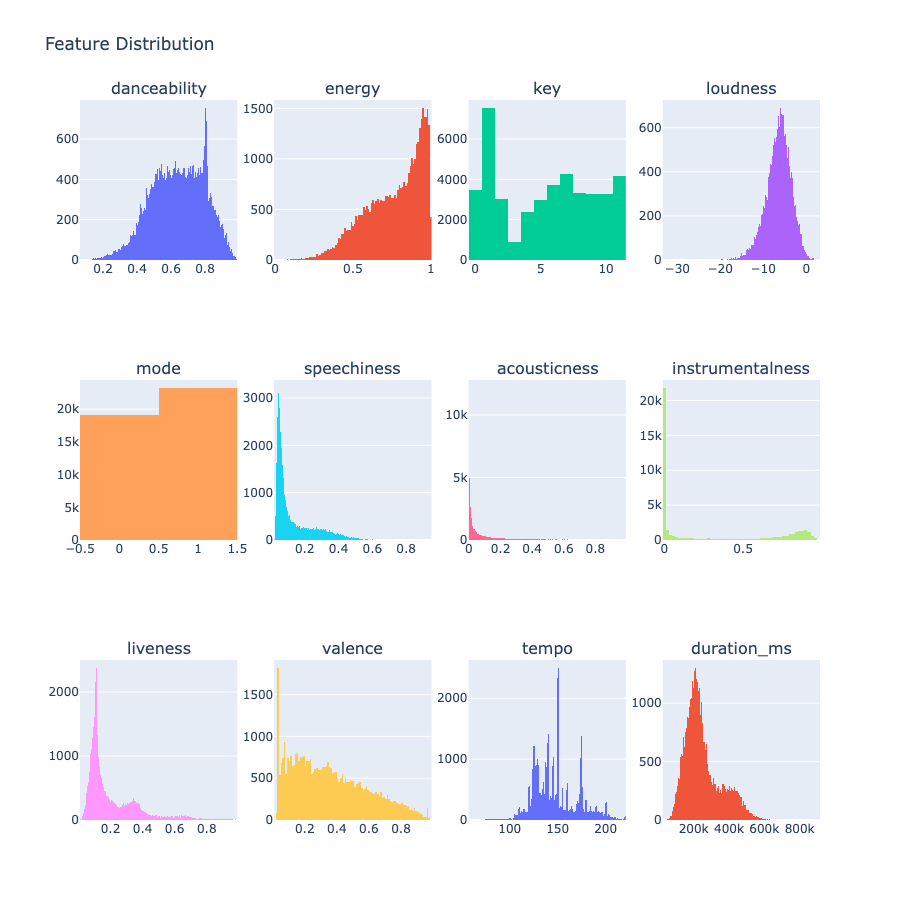 Feature Distribution
danceability energy key loudness
600
400
200
0
0.2 0.4 0.6 0.8
1500
1000
500
0
0 0.5 1
6000
4000
2000
0
0 5 10
600
400
200
0
−30 −20 −10 0
mode speechiness acousticness instrumentalness
20k
15k
10k
5k
0
−0.5 0 0.5 1 1.5
3000
2000
1000
0
0.2 0.4 0.6 0.8
10k
5k
0
0 0.2 0.4 0.6 0.8
20k
15k
10k
5k
0
0 0.5
liveness valence tempo duration_ms
2000
1000
0
0.2 0.4 0.6 0.8
1500
1000
500
0
0.2 0.4 0.6 0.8
2000
1000
0
100 150 200
1000
500
0
200k 400k 600k 800k